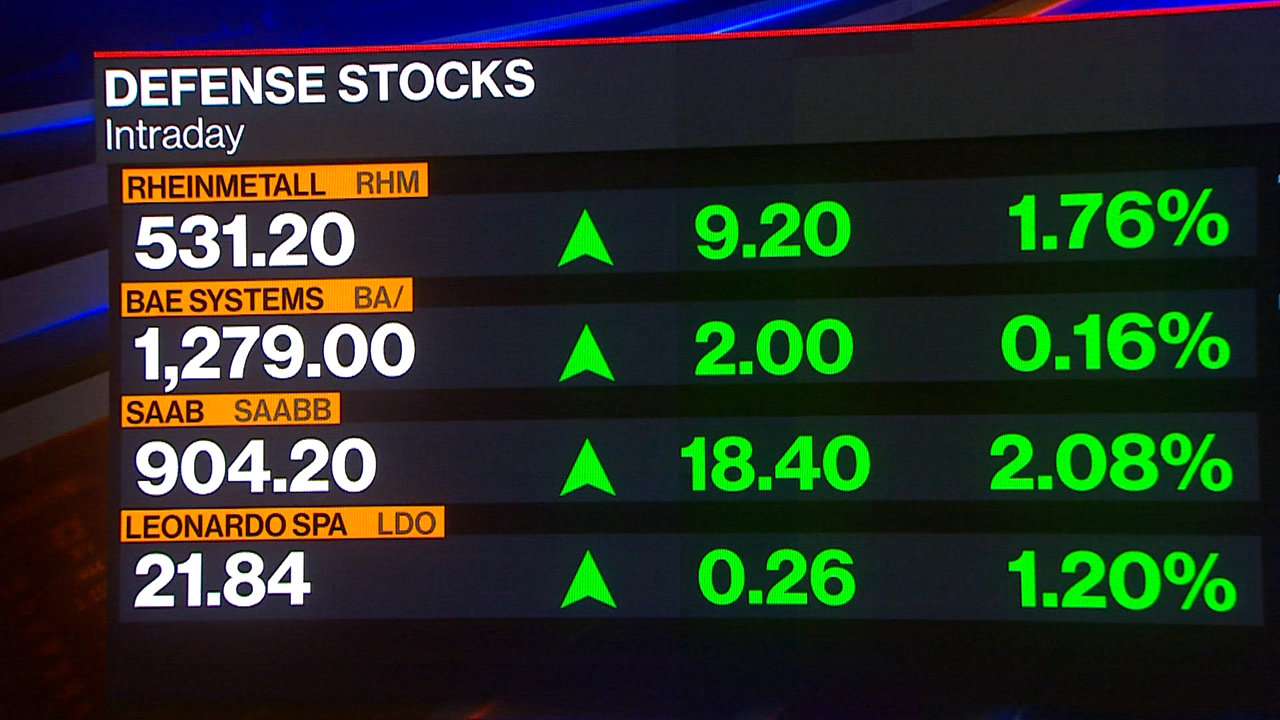 DEFENSE STOCKS
Intraday
RHEINMETALL RHM
531.20 9.20 1.76%
BAE SYSTEMS BA/
1,279.00 2.00 0.16%
SAAB SAABB
904.20 18.40 2.08%
LEONARDO SPA LDO
21.84 0.26 1.20%